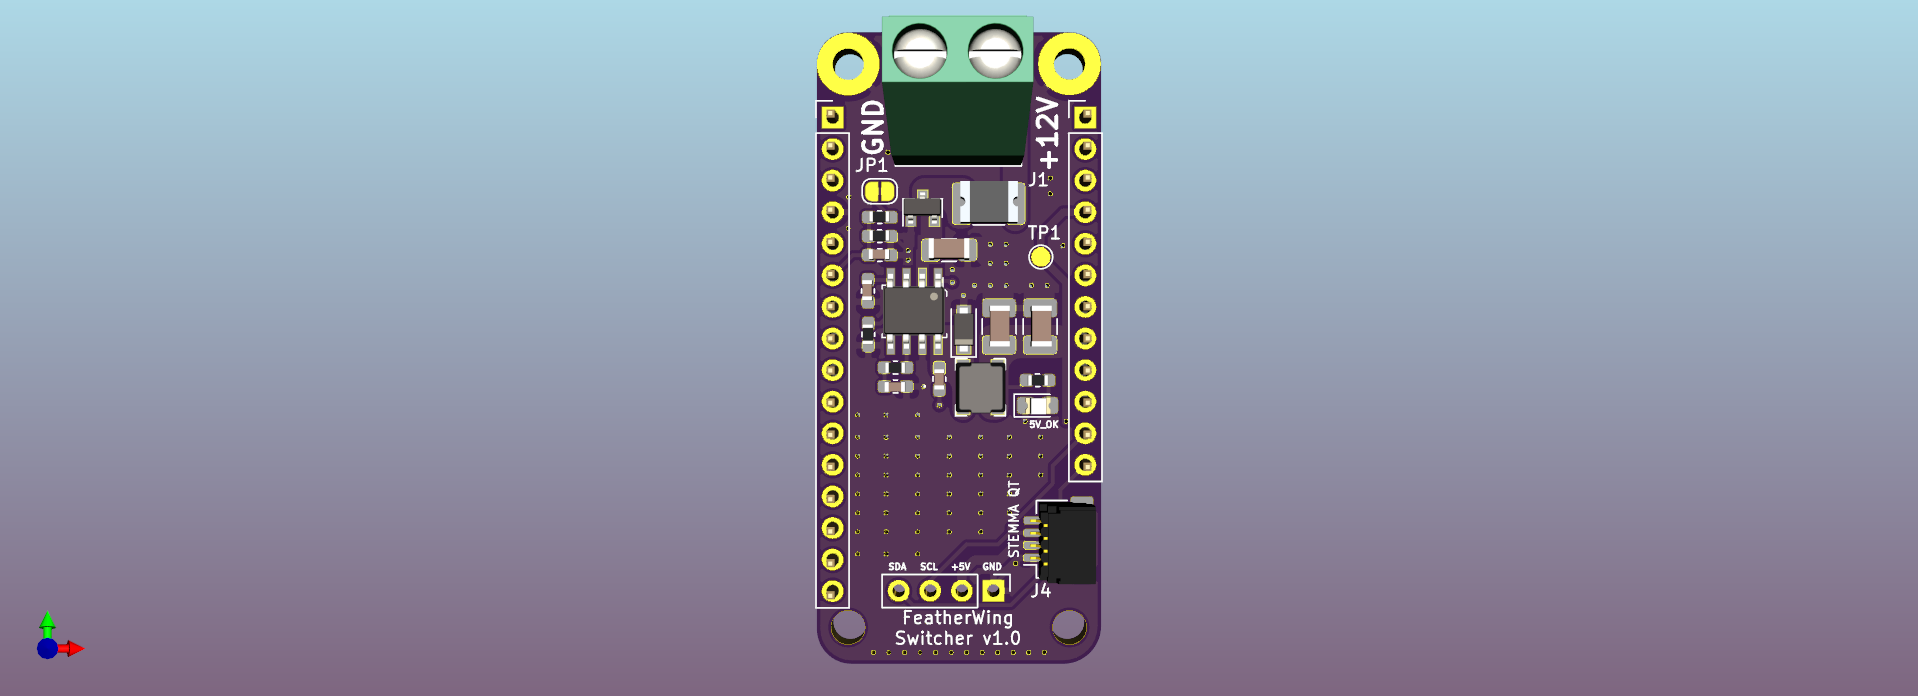 GND
+12V
JP1
J1
TP1
5V_OK
STEMMA QT
SDA SCL +5V GND
J4
FeatherWing
Switcher v1.0